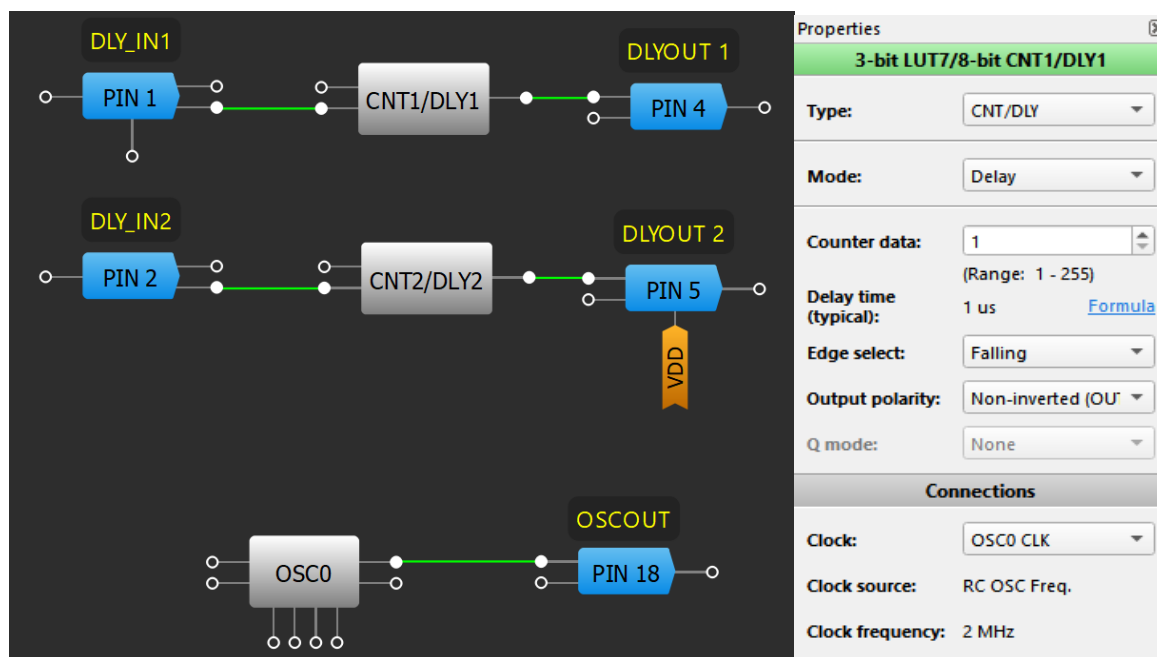 DLY_IN1
PIN 1
CNT1/DLY1
DLYOUT 1
PIN 4
DLY_IN2
PIN 2
CNT2/DLY2
DLYOUT 2
PIN 5
VDD
OSC0
OSCOUT
PIN 18
Properties
3-bit LUT7/8-bit CNT1/DLY1
Type: CNT/DLY
Mode: Delay
Counter data: 1
(Range: 1 - 255)
Delay time
(typical): 1 us Formula
Edge select: Falling
Output polarity: Non-inverted (OU
Q mode: None
Connections
Clock: OSC0 CLK
Clock source: RC OSC Freq.
Clock frequency: 2 MHz